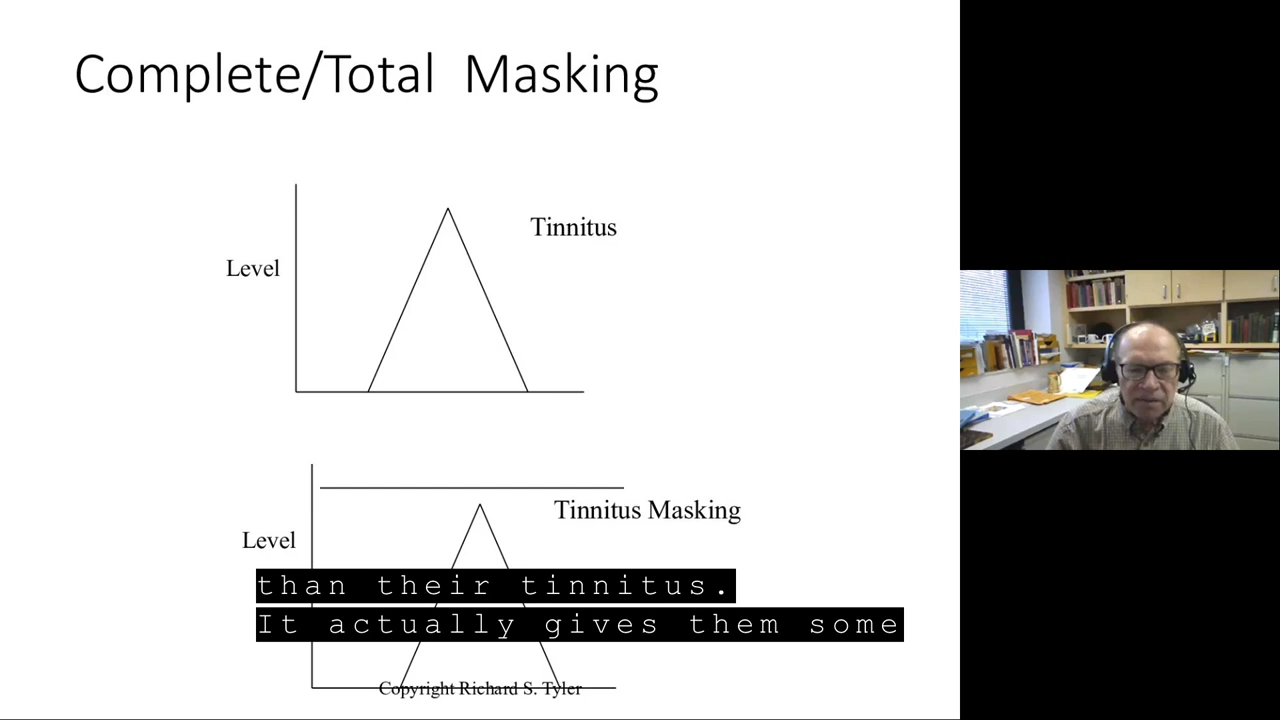 Complete/Total Masking
Tinnitus
Level
Tinnitus Masking
Level
than their tinnitus.
It actually gives them some
Copyright Richard S. Tyler